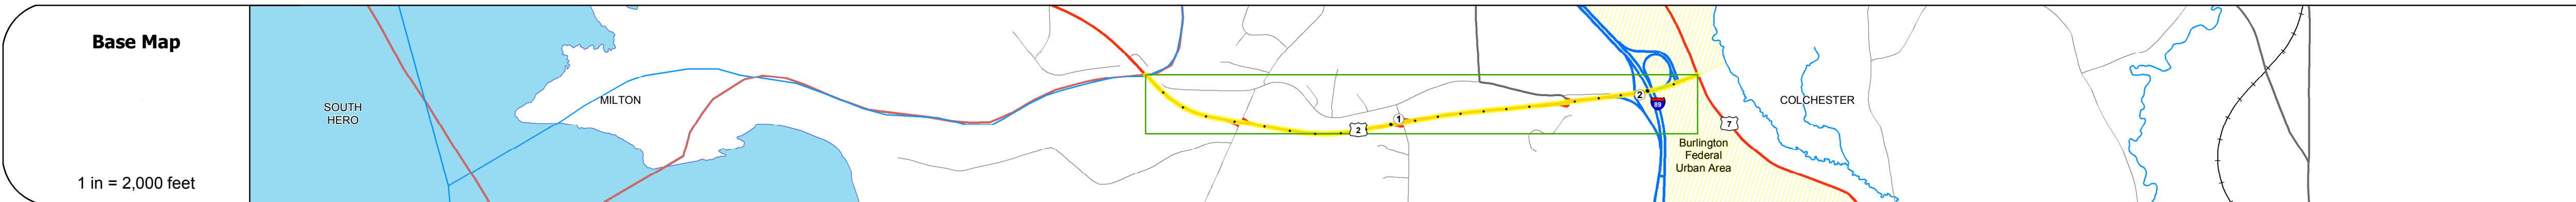 Base Map
1 in = 2,000 feet
SOUTH
HERO
MILTON
2
1
2
89
7
Burlington
Federal
Urban Area
COLCHESTER